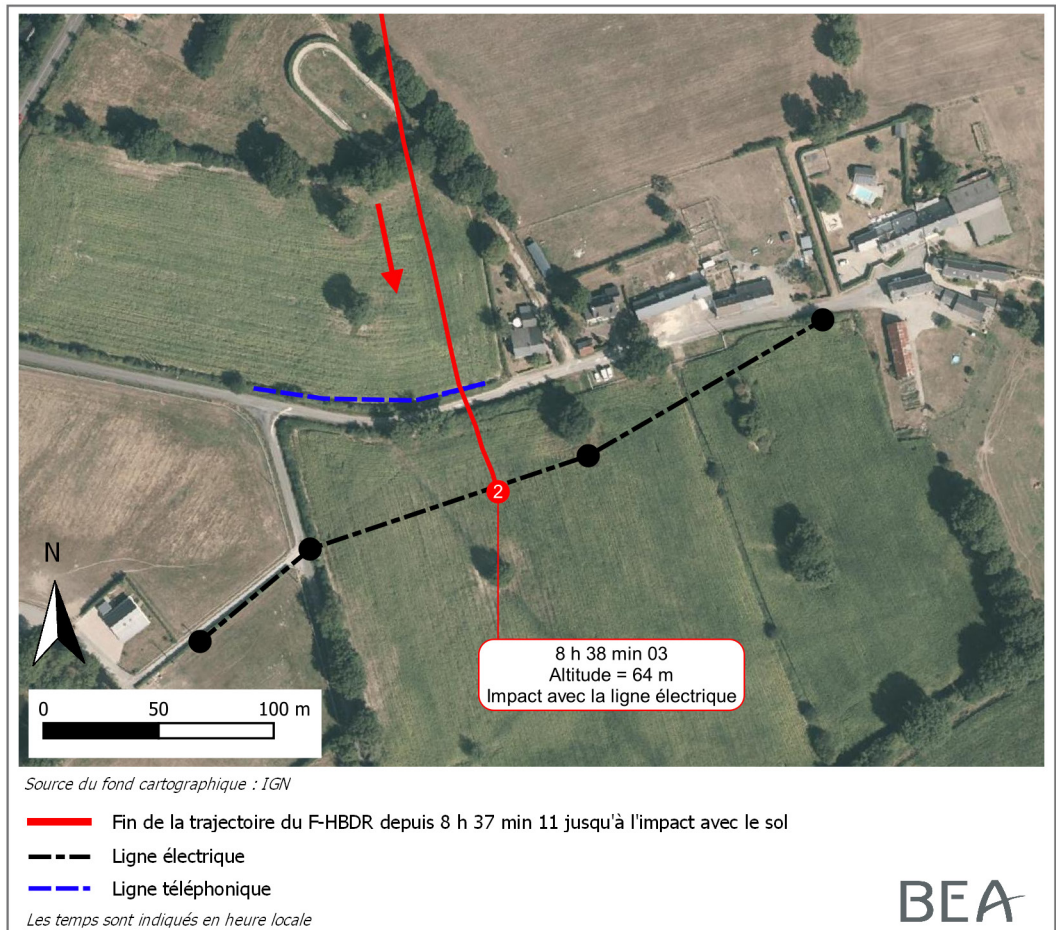 2
8 h 38 min 03
Altitude = 64 m
Impact avec la ligne électrique
N
0 50 100 m
Source du fond cartographique : IGN
Fin de la trajectoire du F-HBDR depuis 8 h 37 min 11 jusqu'à l'impact avec le sol
Ligne électrique
Ligne téléphonique
Les temps sont indiqués en heure locale
BEA